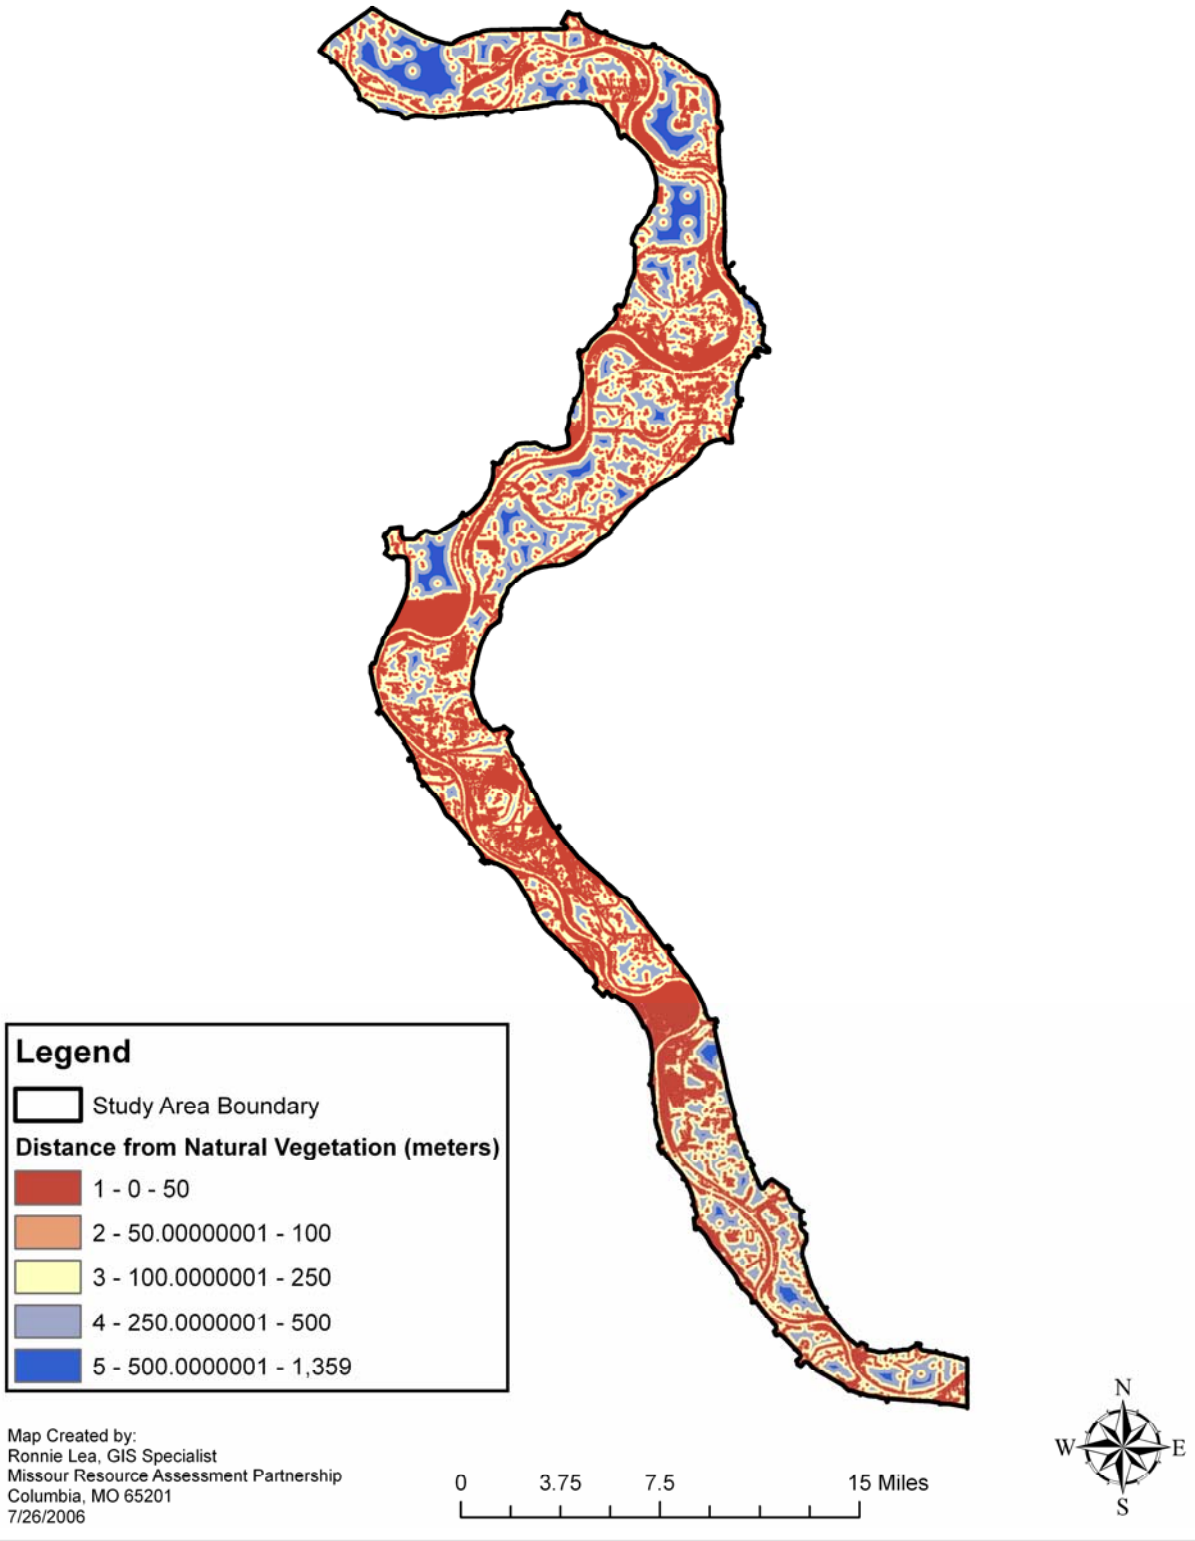 Legend
Study Area Boundary
Distance from Natural Vegetation (meters)
1 - 0 - 50
2 - 50.00000001 - 100
3 - 100.0000001 - 250
4 - 250.0000001 - 500
5 - 500.0000001 - 1,359
Map Created by:
Ronnie Lea, GIS Specialist
Missour Resource Assessment Partnership
Columbia, MO 65201
7/26/2006
0 3.75 7.5 15 Miles
N
W E
S